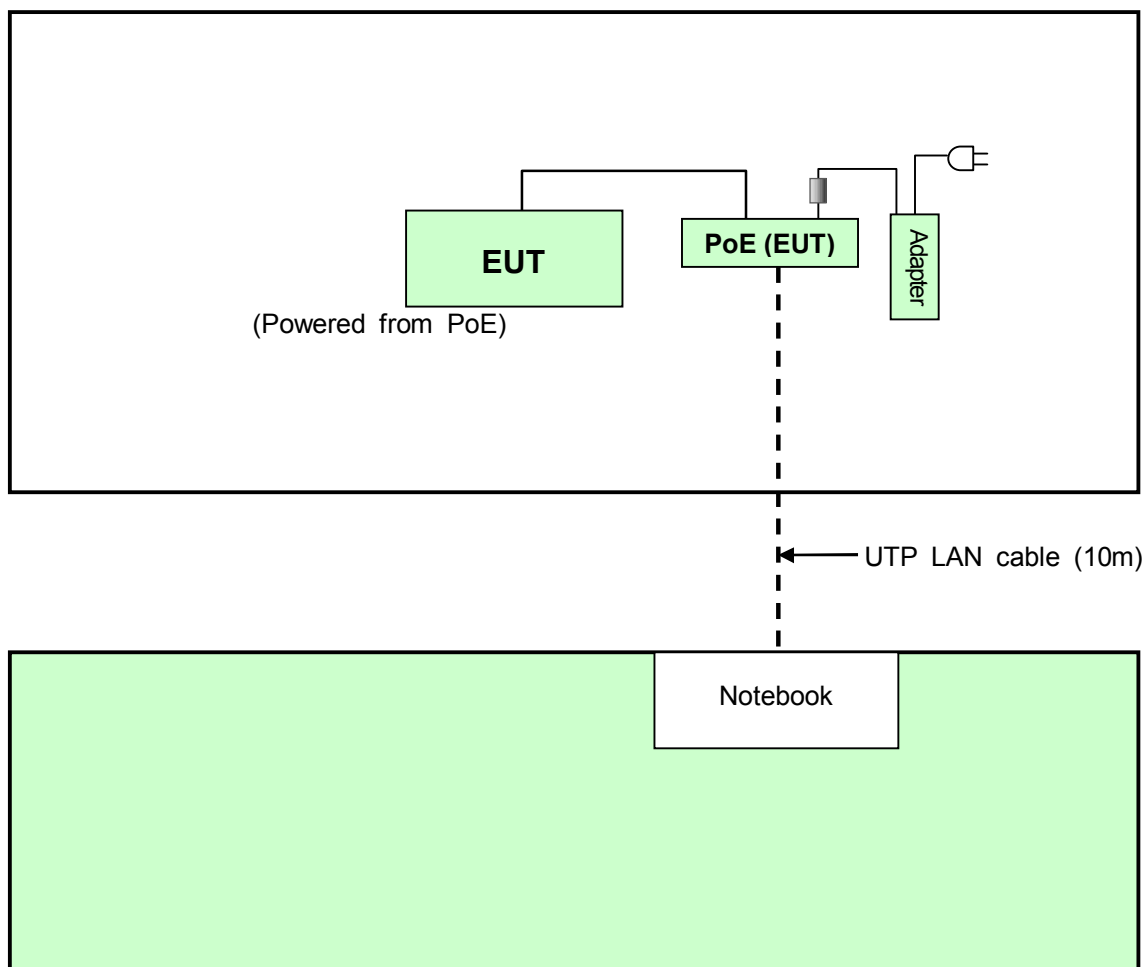 EUT
PoE (EUT)
Adapter
(Powered from PoE)
UTP LAN cable (10m)
Notebook